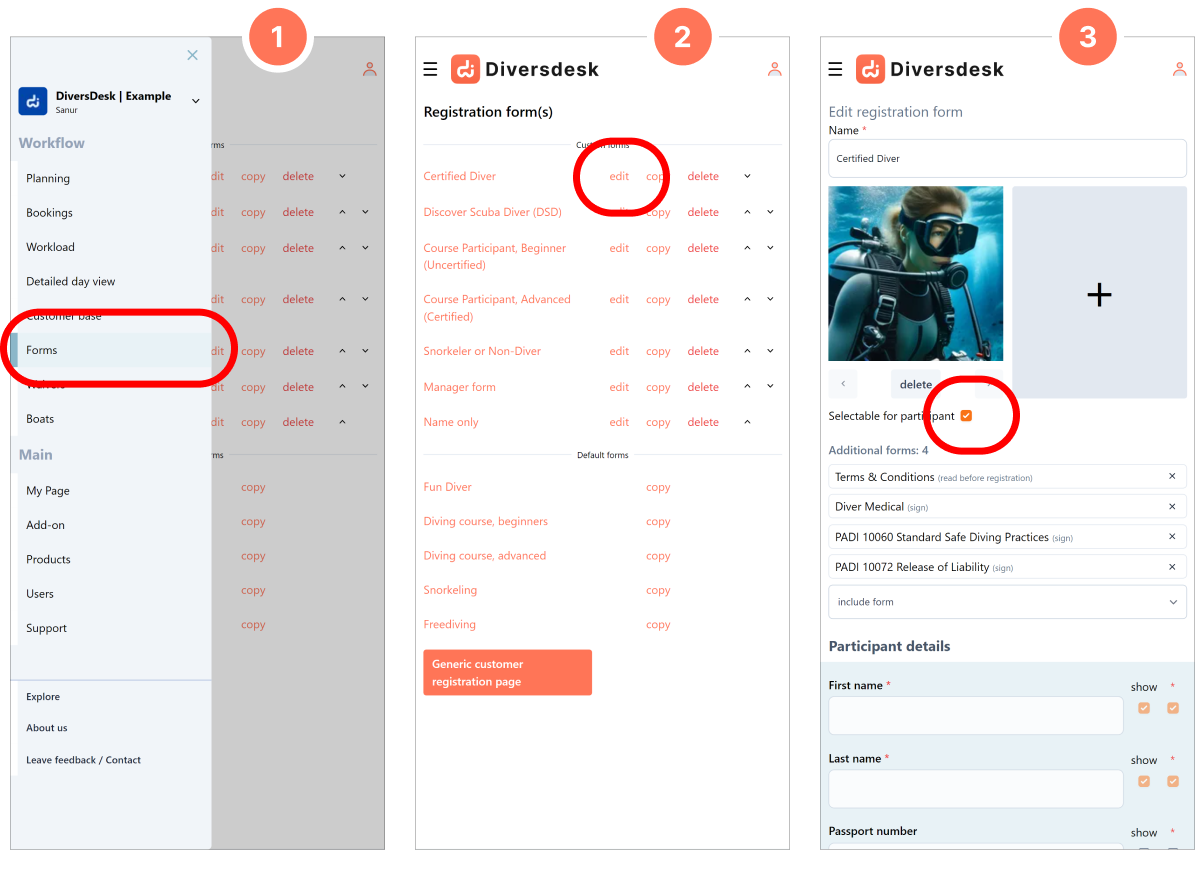 1
DiversDesk | Example
Sanur
Workflow
Planning
Bookings
Workload
Detailed day view
Customer base
Forms
Waivers
Boats
Main
My Page
Add-on
Products
Users
Support
Explore
About us
Leave feedback / Contact
rms
dit copy delete
dit copy delete
dit copy delete
dit copy delete
dit copy delete
dit copy delete
dit copy delete
ms
copy
copy
copy
copy
copy
2
Diversdesk
Registration form(s)
Custom forms
Certified Diver edit copy delete
Discover Scuba Diver (DSD) edit copy delete
Course Participant, Beginner edit copy delete
(Uncertified)
Course Participant, Advanced edit copy delete
(Certified)
Snorkeler or Non-Diver edit copy delete
Manager form edit copy delete
Name only edit copy delete
Default forms
Fun Diver copy
Diving course, beginners copy
Diving course, advanced copy
Snorkeling copy
Freediving copy
Generic customer
registration page
3
Diversdesk
Edit registration form
Name *
Certified Diver
delete
Selectable for participant
Additional forms: 4
Terms & Conditions (read before registration)
Diver Medical (sign)
PADI 10060 Standard Safe Diving Practices (sign)
PADI 10072 Release of Liability (sign)
include form
Participant details
First name * show *
Last name * show *
Passport number show *